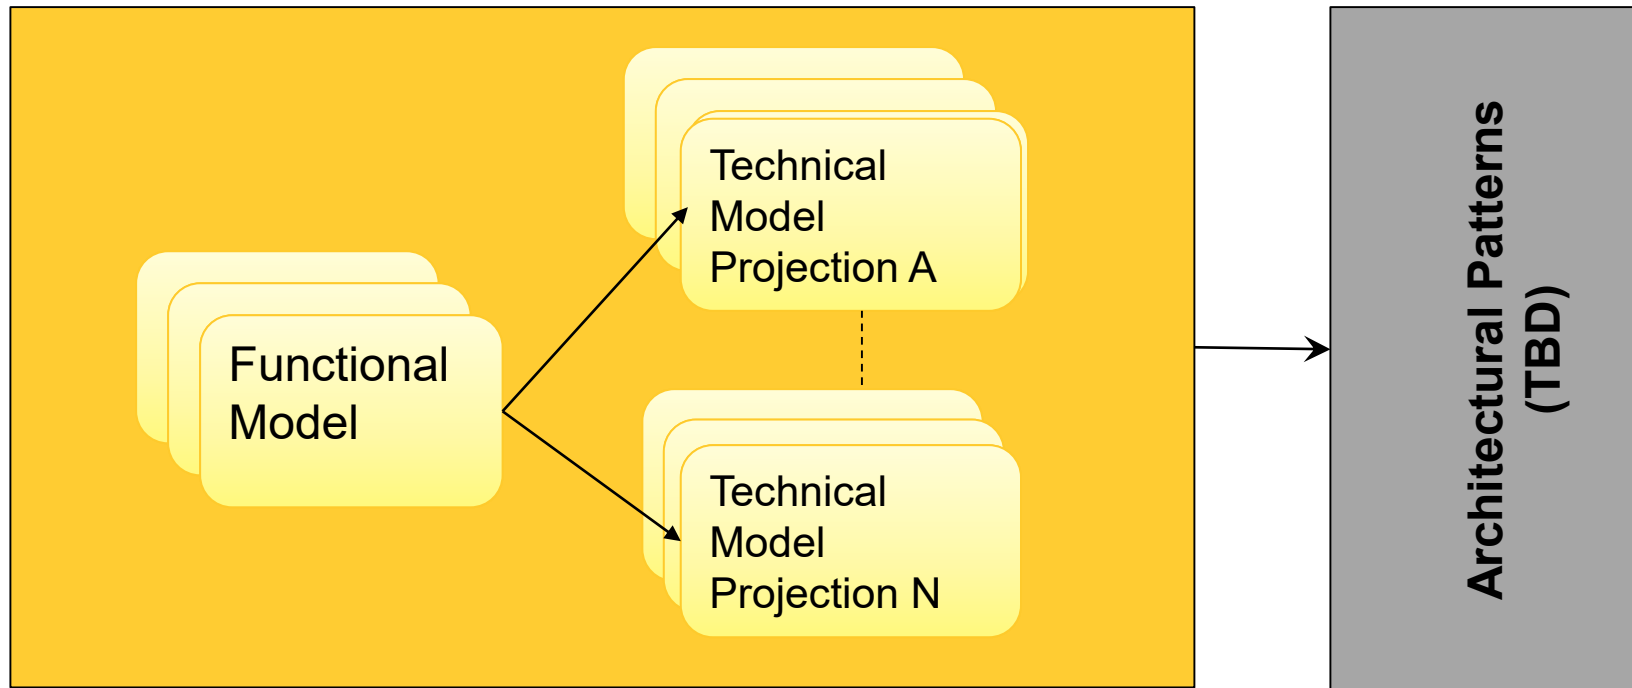 Technical
Model
Projection A
Functional
Model
Technical
Model
Projection N
Architectural Patterns
(TBD)